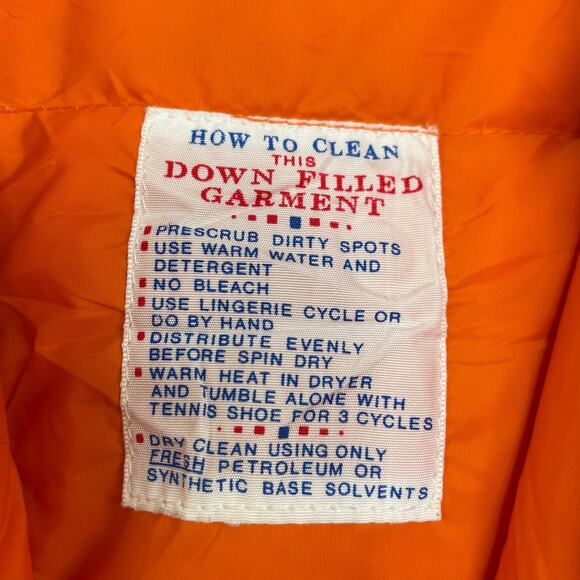 HOW TO CLEAN
THIS
DOWN FILLED
GARMENT
PRESCRUB DIRTY SPOTS
USE WARM WATER AND
DETERGENT
NO BLEACH
USE LINGERIE CYCLE OR
DO BY HAND
DISTRIBUTE EVENLY
BEFORE SPIN DRY
WARM HEAT IN DRYER
AND TUMBLE ALONE WITH
TENNIS SHOE FOR 3 CYCLES
DRY CLEAN USING ONLY
FRESH PETROLEUM OR
SYNTHETIC BASE SOLVENTS